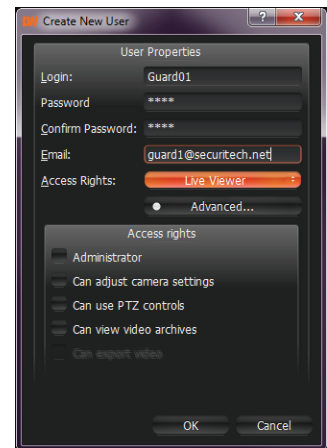 Create New User
User Properties
Login: Guard01
Password ****
Confirm Password: ****
Email: guard1@securitech.net
Access Rights: Live Viewer
Advanced...
Access rights
Administrator
Can adjust camera settings
Can use PTZ controls
Can view video archives
Can export video
OK Cancel